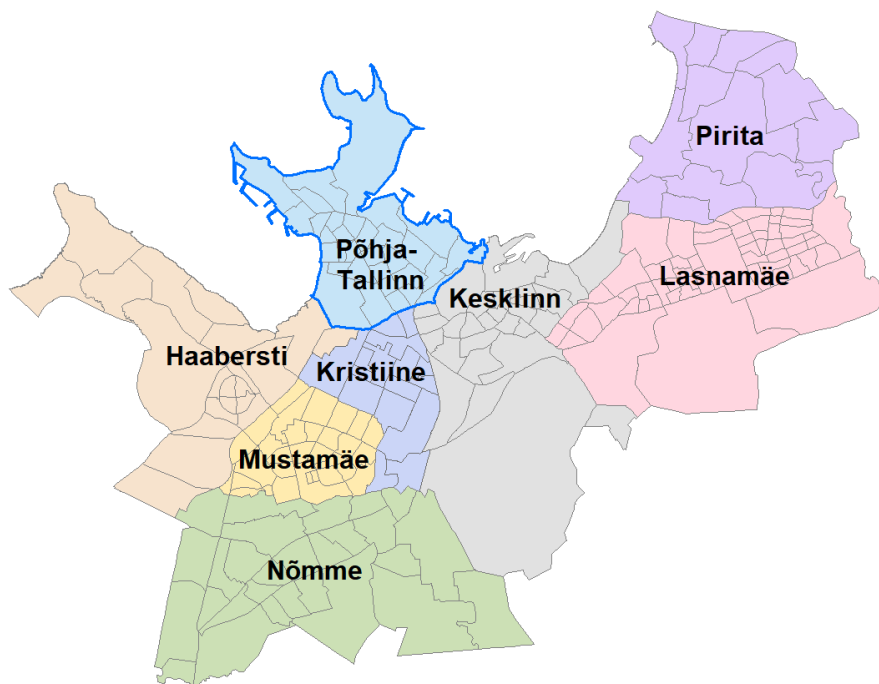 Pirita
Põhja-
Tallinn
Lasnamäe
Kesklinn
Haabersti
Kristiine
Mustamäe
Nõmme